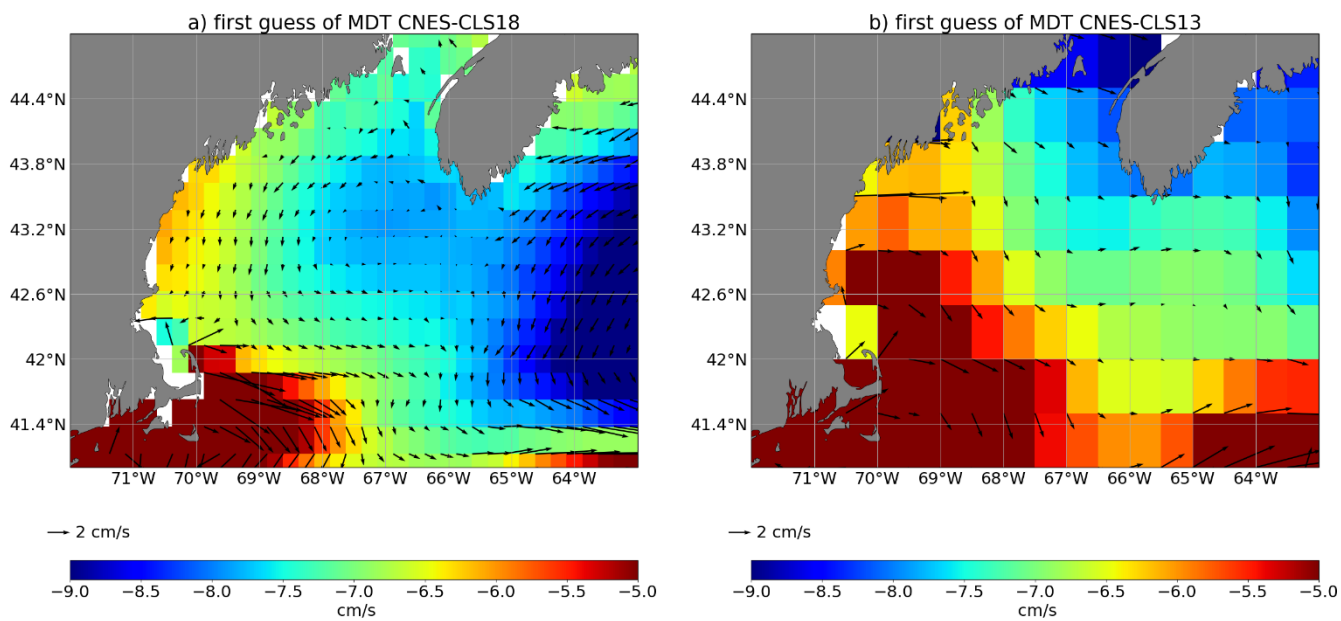 a) first guess of MDT CNES-CLS18
44.4°N
43.8°N
43.2°N
42.6°N
42°N
41.4°N
71°W 70°W 69°W 68°W 67°W 66°W 65°W 64°W
2 cm/s
−9.0 −8.5 −8.0 −7.5 −7.0 −6.5 −6.0 −5.5 −5.0
cm/s
b) first guess of MDT CNES-CLS13
44.4°N
43.8°N
43.2°N
42.6°N
42°N
41.4°N
71°W 70°W 69°W 68°W 67°W 66°W 65°W 64°W
2 cm/s
−9.0 −8.5 −8.0 −7.5 −7.0 −6.5 −6.0 −5.5 −5.0
cm/s